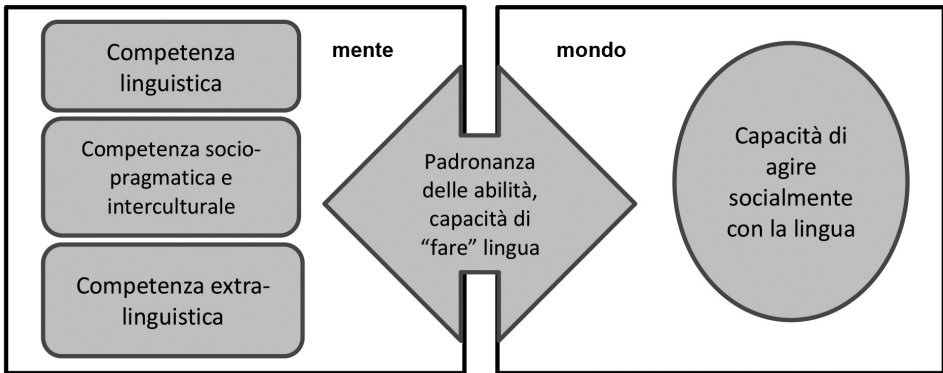 mente
Competenza
linguistica
Competenza socio-
pragmatica e
interculturale
Competenza extra-
linguistica
Padronanza
delle abilità,
capacità di
“fare” lingua
mondo
Capacità di
agire
socialmente
con la lingua